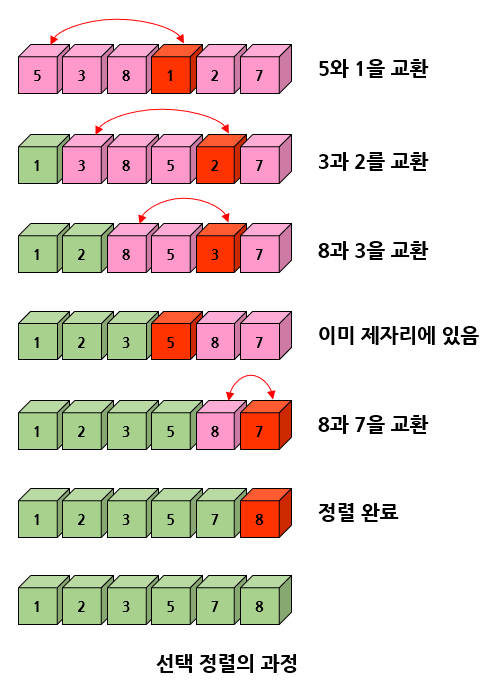 5 3 8 1 2 7 5와 1을 교환
1 3 8 5 2 7 3과 2를 교환
1 2 8 5 3 7 8과 3을 교환
1 2 3 5 8 7 이미 제자리에 있음
1 2 3 5 8 7 8과 7을 교환
1 2 3 5 7 8 정렬 완료
1 2 3 5 7 8
선택 정렬의 과정